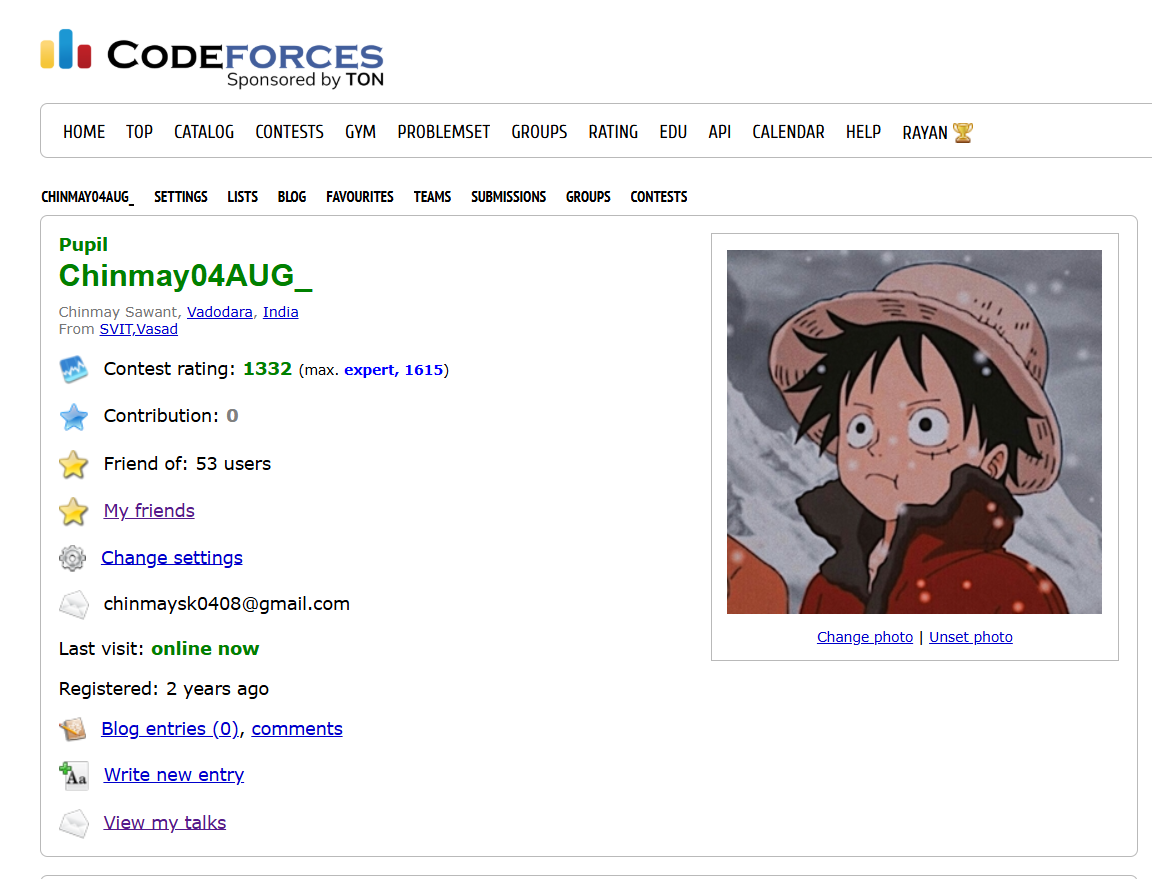 CODEFORCES
Sponsored by TON
HOME TOP CATALOG CONTESTS GYM PROBLEMSET GROUPS RATING EDU API CALENDAR HELP RAYAN
CHINMAY04AUG_ SETTINGS LISTS BLOG FAVOURITES TEAMS SUBMISSIONS GROUPS CONTESTS
Pupil
Chinmay04AUG_
Chinmay Sawant, Vadodara, India
From SVIT,Vasad
Contest rating: 1332 (max. expert, 1615)
Contribution: 0
Friend of: 53 users
My friends
Change settings
chinmaysk0408@gmail.com
Last visit: online now
Registered: 2 years ago
Blog entries (0), comments
Aa Write new entry
View my talks
Change photo | Unset photo